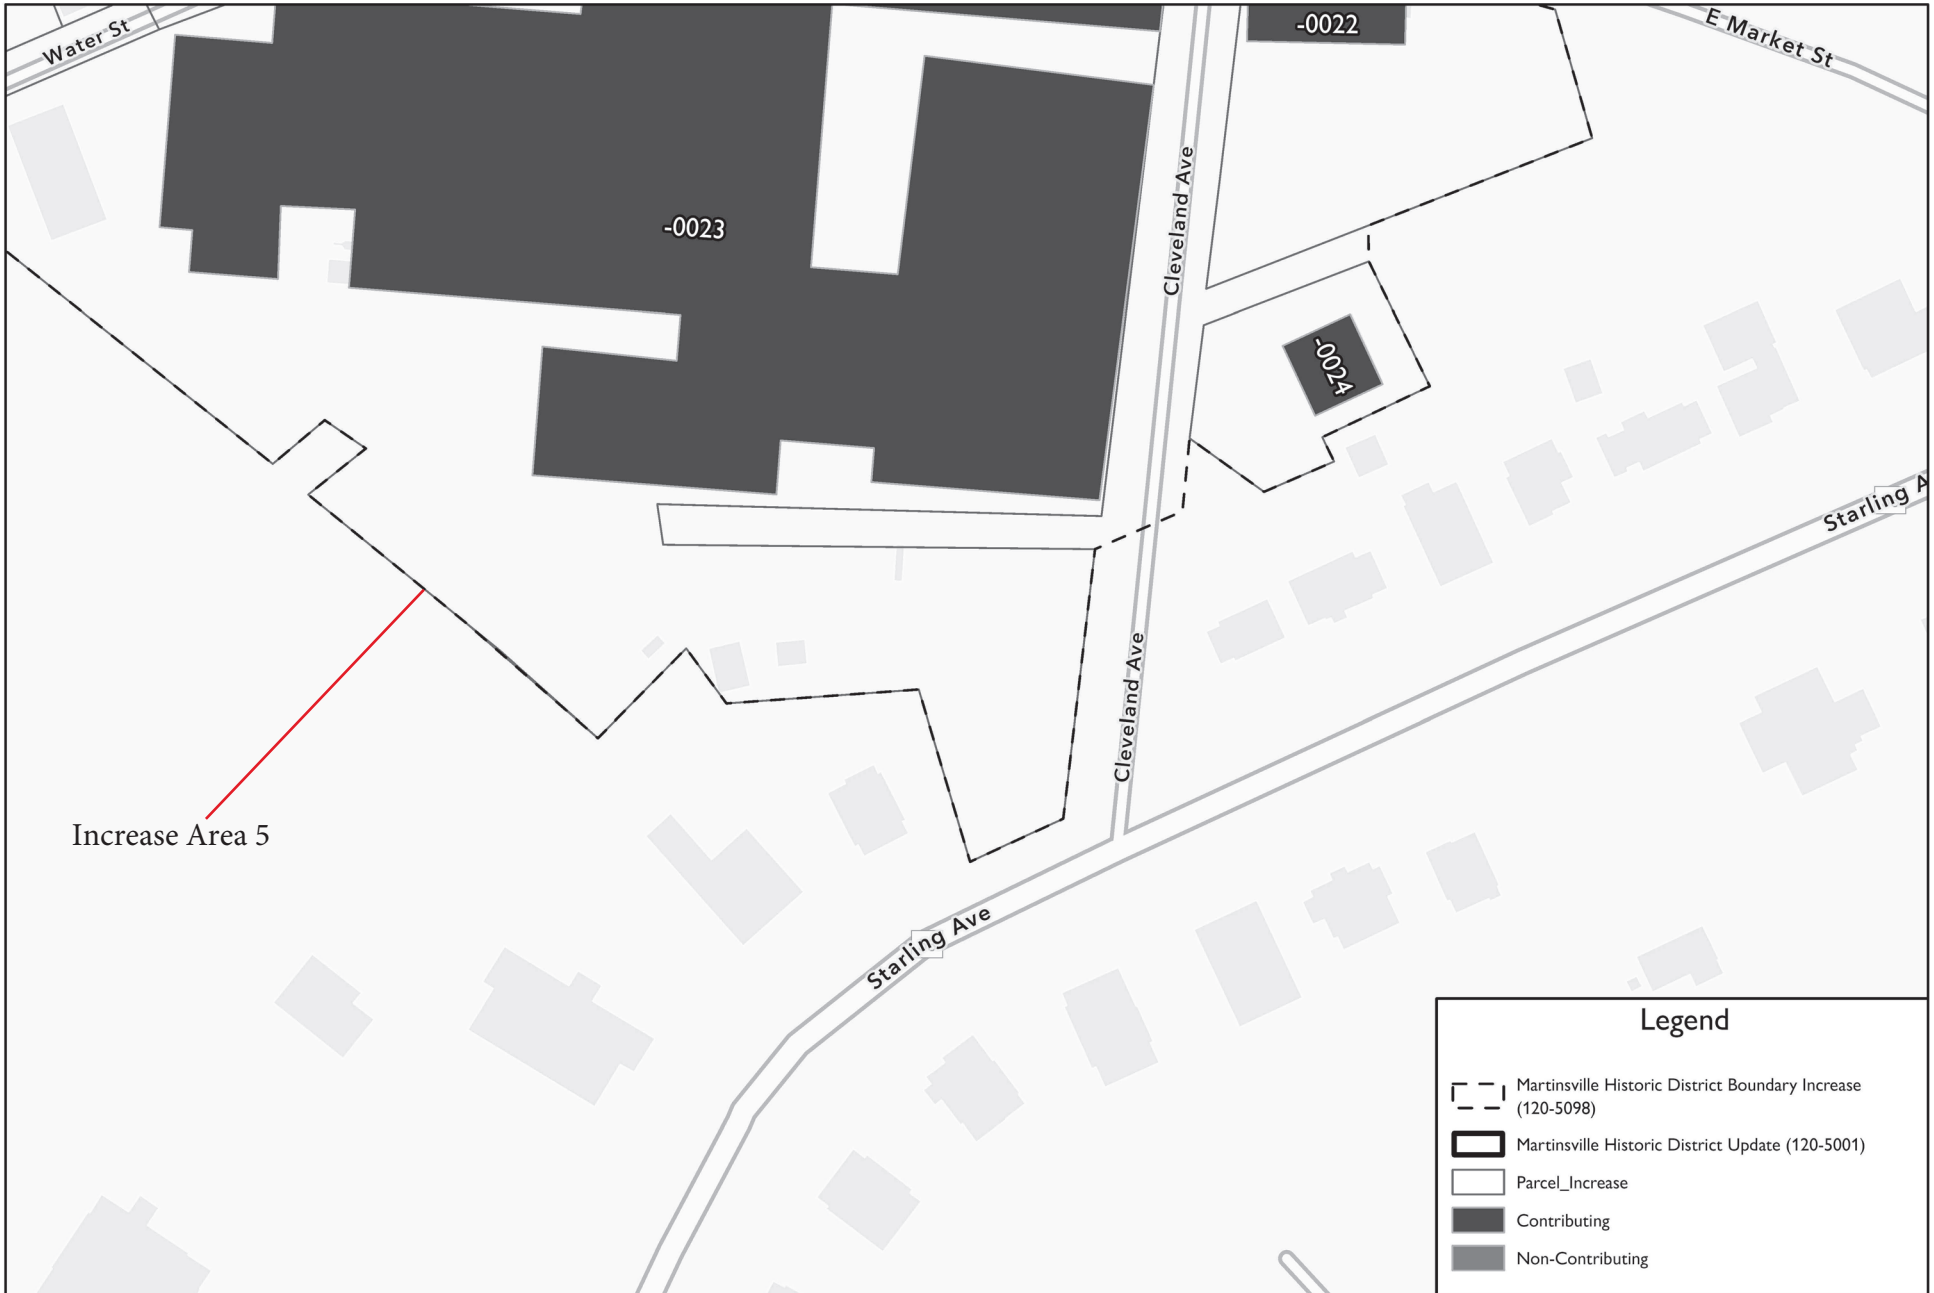 Water St
-0022
E Market St
-0023
Cleveland Ave
-0024
Starling A
Cleveland Ave
Increase Area 5
Starling Ave
Legend
Martinsville Historic District Boundary Increase
(120-5098)
Martinsville Historic District Update (120-5001)
Parcel_Increase
Contributing
Non-Contributing